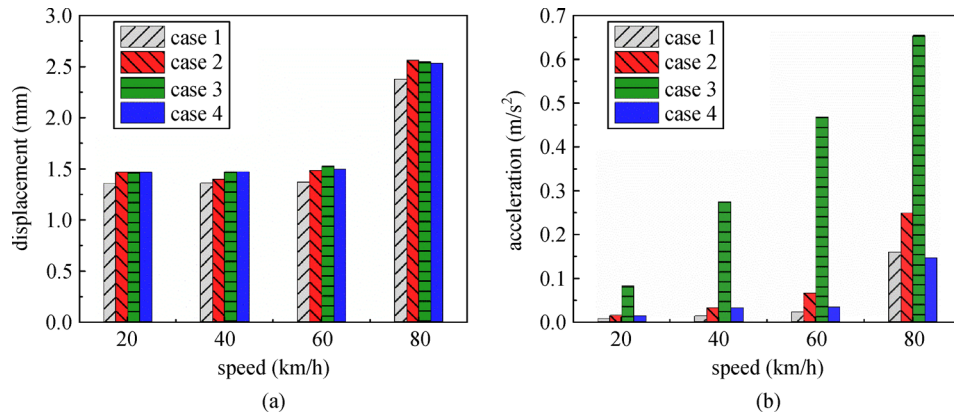 3.0
2.5
2.0
1.5
1.0
0.5
0.0
displacement (mm)
case 1
case 2
case 3
case 4
20 40 60 80
speed (km/h)
(a)
0.7
0.6
0.5
0.4
0.3
0.2
0.1
0.0
acceleration (m/s²)
case 1
case 2
case 3
case 4
20 40 60 80
speed (km/h)
(b)